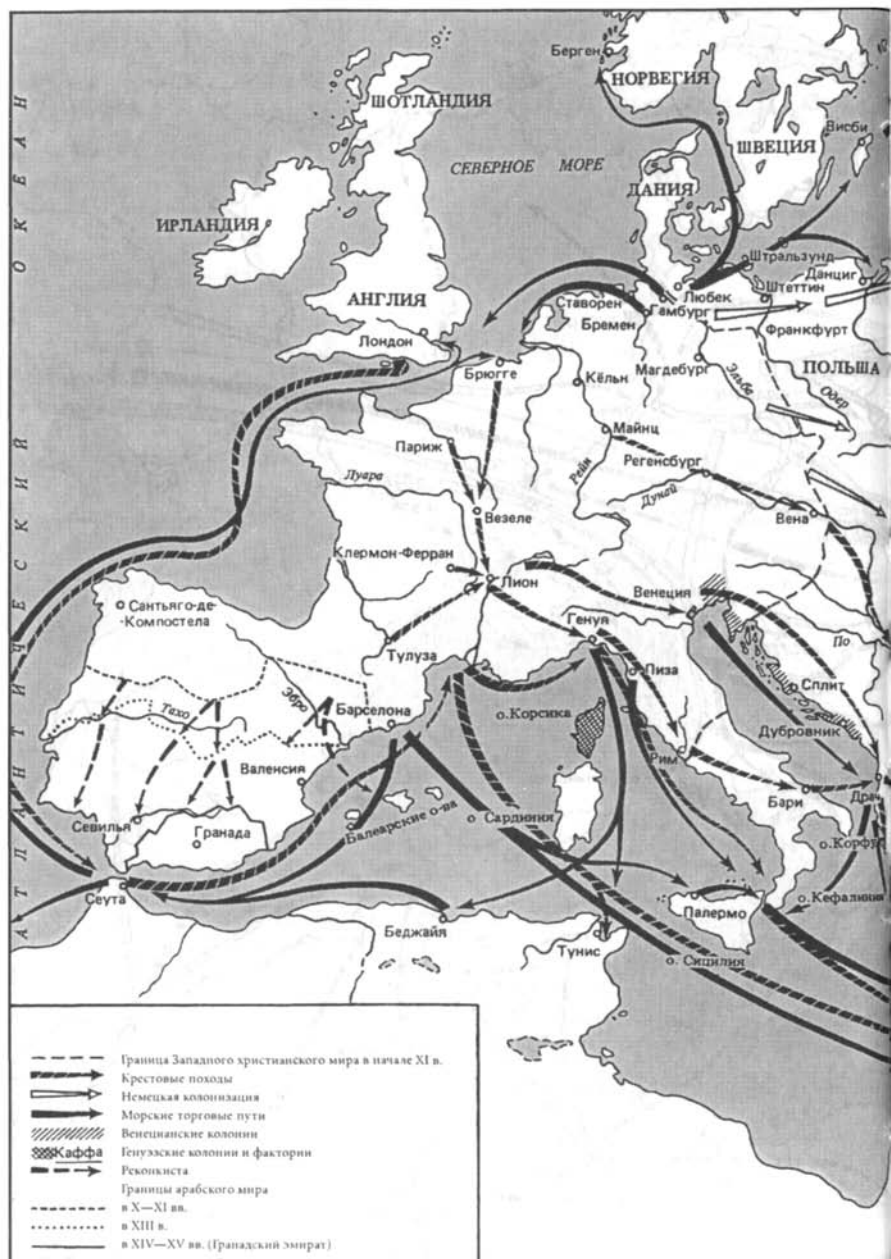 Берген
НОРВЕГИЯ
ШОТЛАНДИЯ
Висби
ШВЕЦИЯ
СЕВЕРНОЕ МОРЕ
ДАНИЯ
ИРЛАНДИЯ
Штральзунд
Данциг
Штеттин
Любек
Ставорен
Гамбург
АНГЛИЯ
Бремен
Франкфурт
Лондон
Брюгге
Магдебург
ПОЛЬША
Кёльн
Эльбе
Одер
Майнц
Париж
Регенсбург
Луара
Рейн
Дунай
Везеле
Вена
Клермон-Ферран
Лион
Венеция
Сантьяго-де-
Компостела
Генуя
По
Тулуза
Пиза
Сплит
Эбро
Тахо
Барселона
Корсика
Дубровник
Рим
Валенсия
Бари
Драч
Севилья
Балеарские о-ва
Сардиния
Гранада
Корфу
Сеута
Палермо
Кефалиния
Беджайя
Тунис
Сицилия
АТЛАНТИЧЕСКИЙ ОКЕАН
Граница Западного христианского мира в начале XI в.
Крестовые походы
Немецкая колонизация
Морские торговые пути
Венецианские колонии
Каффа Генуэзские колонии и фактории
Реконкиста
Границы арабского мира
в X—XI вв.
в XIII в.
в XIV—XV вв. (Гранадский эмират)